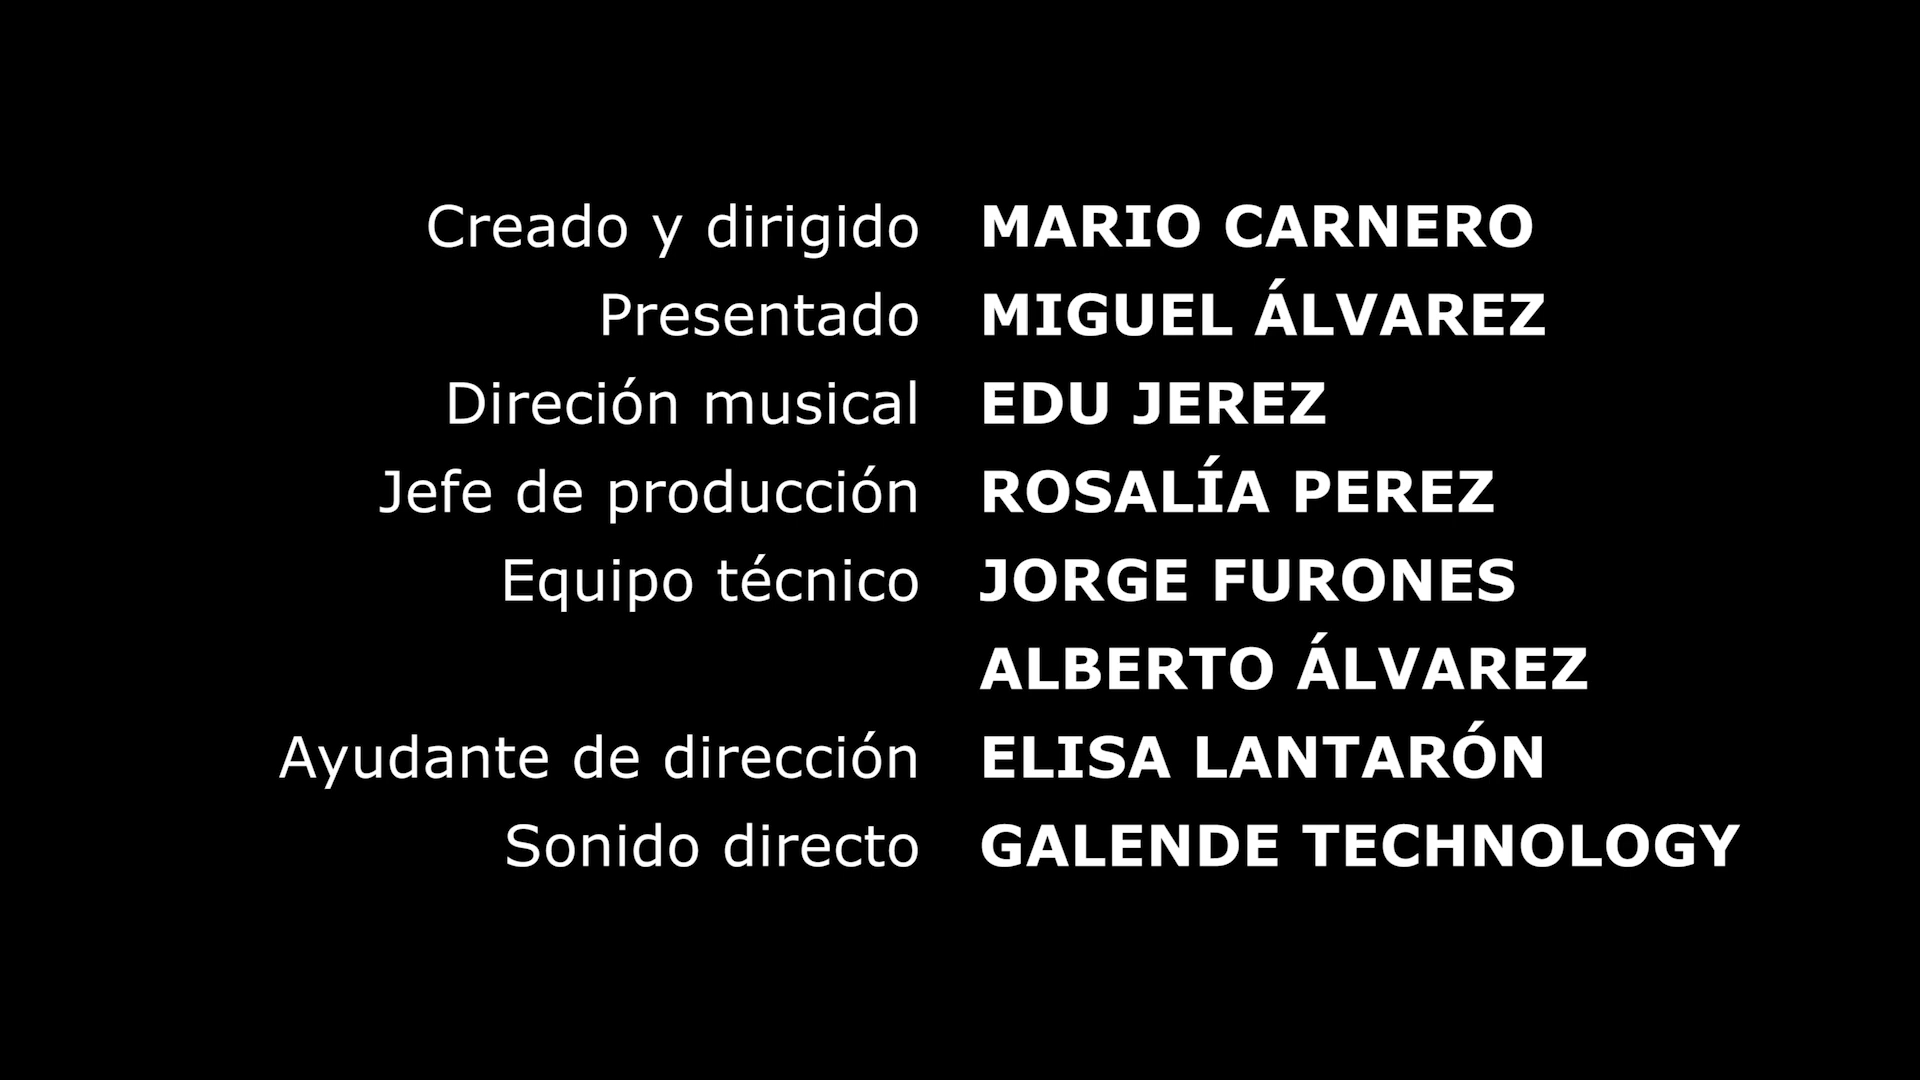 Creado y dirigido MARIO CARNERO
Presentado MIGUEL ÁLVAREZ
Direción musical EDU JEREZ
Jefe de producción ROSALÍA PEREZ
Equipo técnico JORGE FURONES
ALBERTO ÁLVAREZ
Ayudante de dirección ELISA LANTARÓN
Sonido directo GALENDE TECHNOLOGY